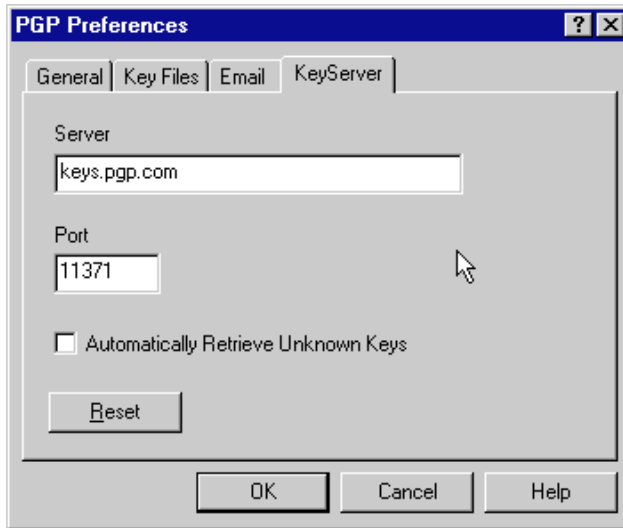 PGP Preferences
General Key Files Email KeyServer
Server
keys.pgp.com
Port
11371
Automatically Retrieve Unknown Keys
Reset
OK Cancel Help